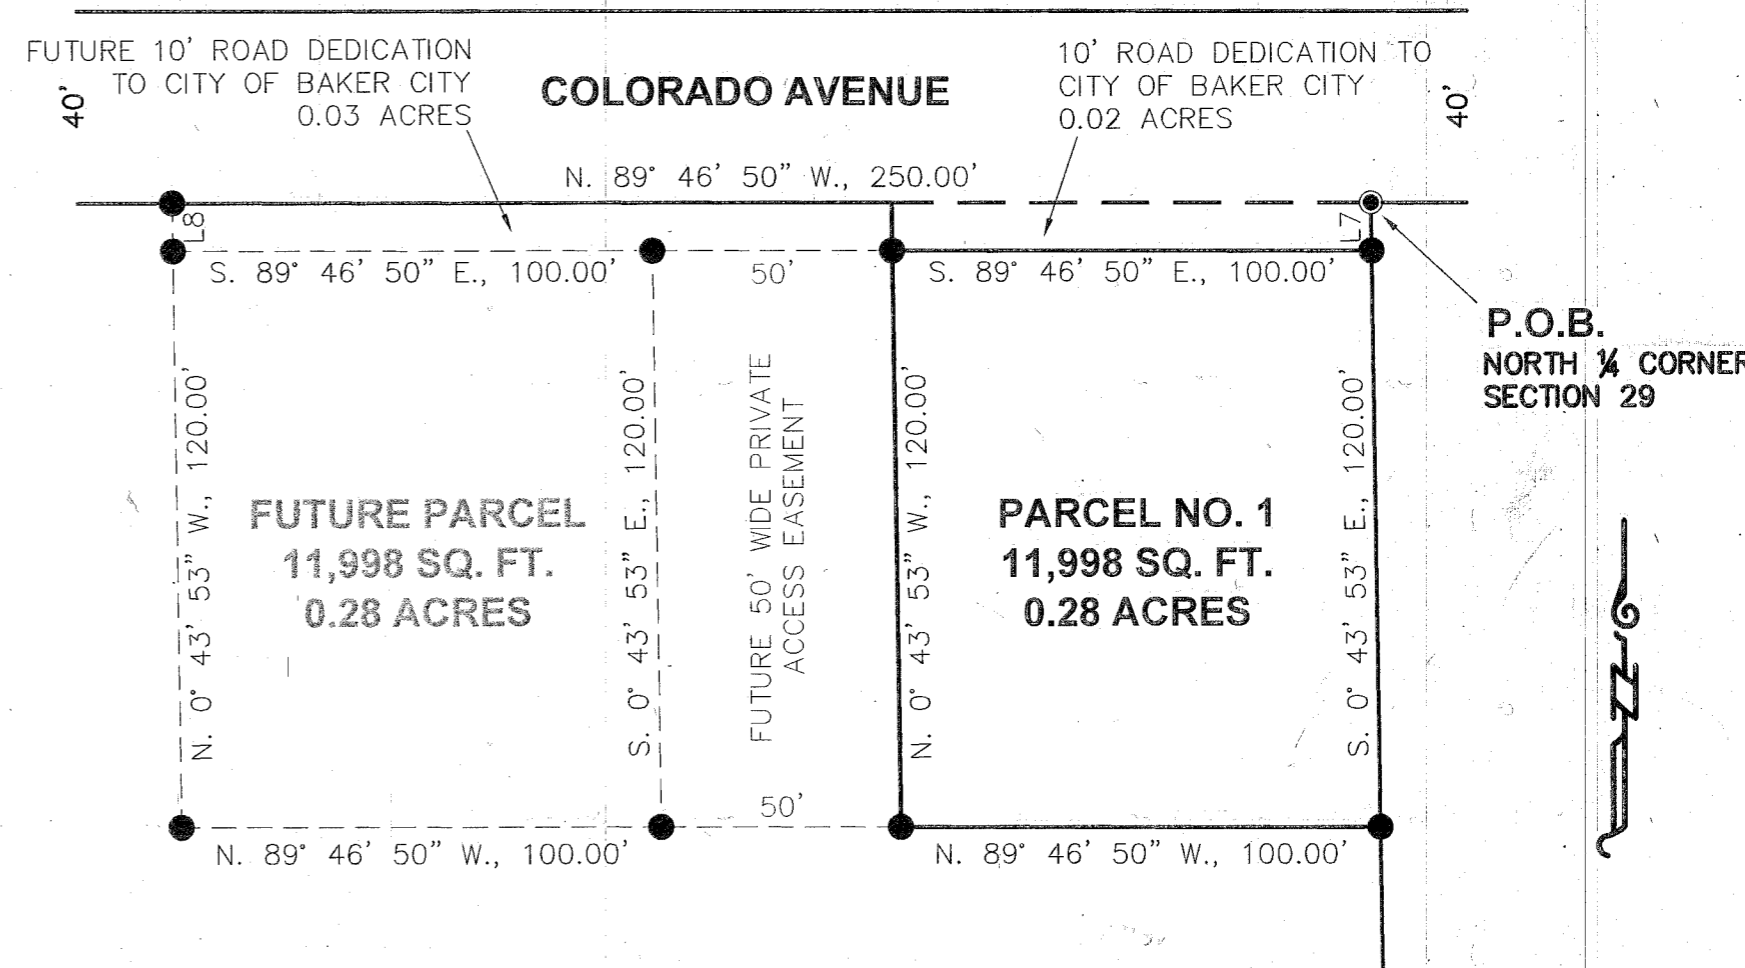 FUTURE 10' ROAD DEDICATION
TO CITY OF BAKER CITY
0.03 ACRES
40'
COLORADO AVENUE
10' ROAD DEDICATION TO
CITY OF BAKER CITY
0.02 ACRES
40'
N. 89° 46' 50" W., 250.00'
L8
L7
S. 89° 46' 50" E., 100.00'
50'
S. 89° 46' 50" E., 100.00'
P.O.B.
NORTH ¼ CORNER
SECTION 29
N. 0° 43' 53" W., 120.00'
FUTURE PARCEL
11,998 SQ. FT.
0.28 ACRES
S. 0° 43' 53" E., 120.00'
FUTURE 50' WIDE PRIVATE
ACCESS EASEMENT
N. 0° 43' 53" W., 120.00'
PARCEL NO. 1
11,998 SQ. FT.
0.28 ACRES
S. 0° 43' 53" E., 120.00'
N
50'
N. 89° 46' 50" W., 100.00'
N. 89° 46' 50" W., 100.00'